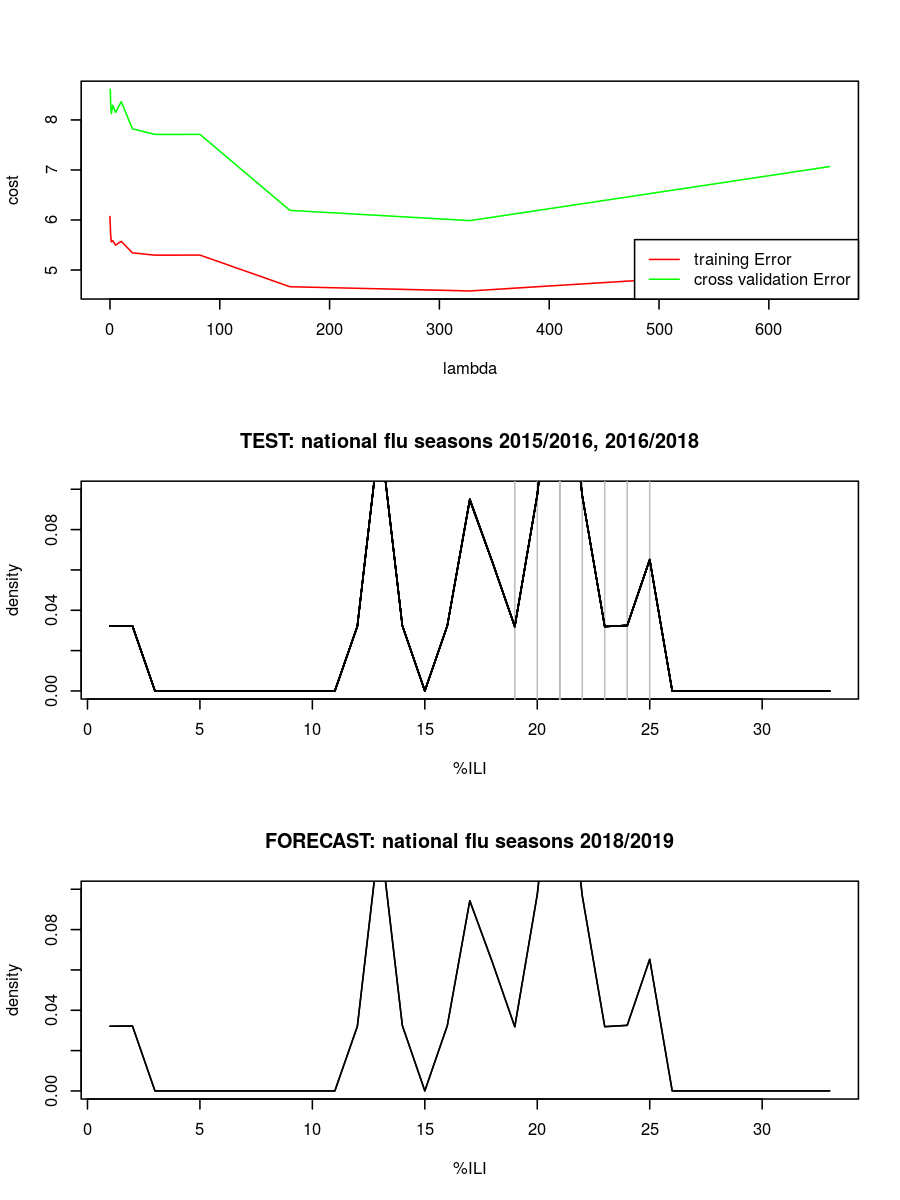 8
7
6
5
cost
training Error
cross validation Error
0 100 200 300 400 500 600
lambda
TEST: national flu seasons 2015/2016, 2016/2018
0.08
0.04
0.00
density
0 5 10 15 20 25 30
%ILI
FORECAST: national flu seasons 2018/2019
0.08
0.04
0.00
density
0 5 10 15 20 25 30
%ILI